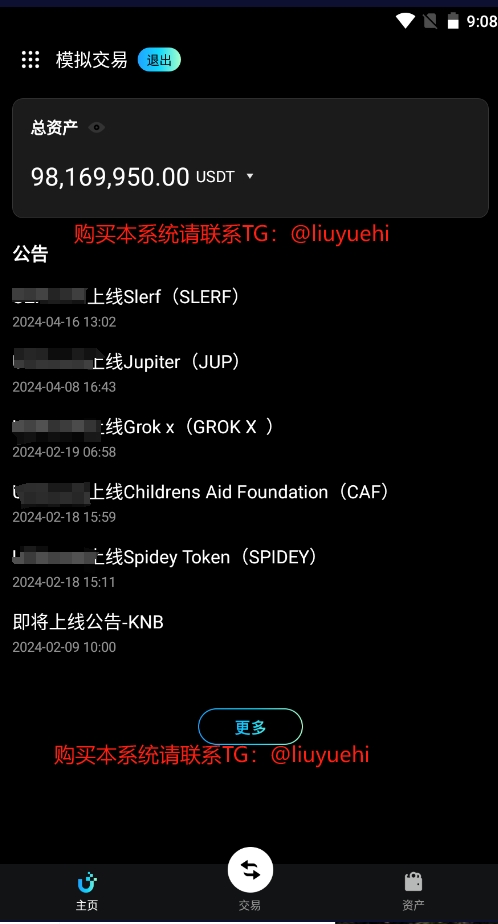 9:08
模拟交易 退出
总资产
98,169,950.00 USDT
购买本系统请联系TG：@liuyuehi
公告
上线Slerf（SLERF）
2024-04-16 13:02
上线Jupiter（JUP）
2024-04-08 16:43
上线Grok x（GROK X ）
2024-02-19 06:58
上线Childrens Aid Foundation（CAF）
2024-02-18 15:59
上线Spidey Token（SPIDEY）
2024-02-18 15:11
即将上线公告-KNB
2024-02-09 10:00
更多
购买本系统请联系TG：@liuyuehi
主页 交易 资产